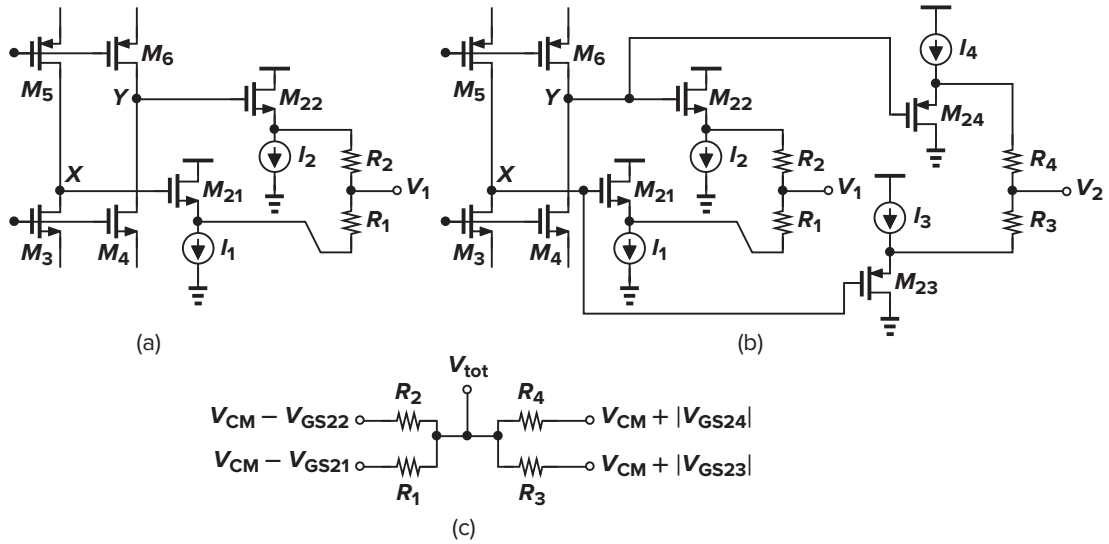 M5
M6
Y
M22
I2
R2
V1
X
M21
R1
M3
M4
I1
(a)
M5
M6
Y
M22
I2
R2
V1
X
M21
R1
M3
M4
I1
I4
M24
R4
V2
I3
R3
M23
(b)
Vtot
R2
R4
VCM − VGS22
VCM + |VGS24|
VCM − VGS21
VCM + |VGS23|
R1
R3
(c)